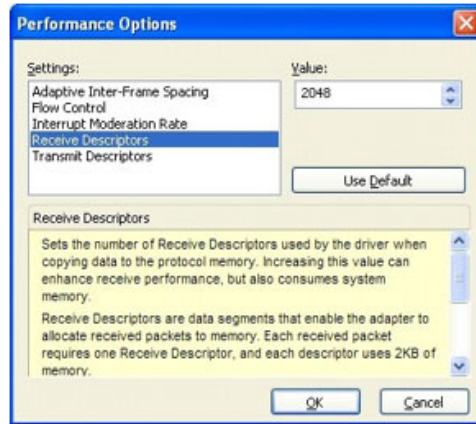 Performance Options
Settings:
Value:
Adaptive Inter-Frame Spacing
Flow Control
Interrupt Moderation Rate
Receive Descriptors
Transmit Descriptors
2048
Use Default
Receive Descriptors
Sets the number of Receive Descriptors used by the driver when
copying data to the protocol memory. Increasing this value can
enhance receive performance, but also consumes system
memory.
Receive Descriptors are data segments that enable the adapter to
allocate received packets to memory. Each received packet
requires one Receive Descriptor, and each descriptor uses 2KB of
memory.
OK
Cancel